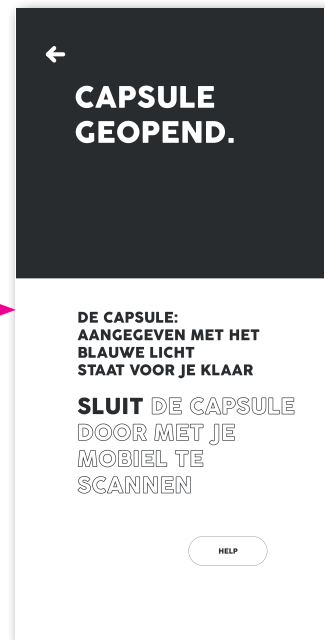 CAPSULE
GEOPEND.
DE CAPSULE:
AANGEGEVEN MET HET
BLAUWE LICHT
STAAT VOOR JE KLAAR
SLUIT DE CAPSULE
DOOR MET JE
MOBIEL TE
SCANNEN
HELP